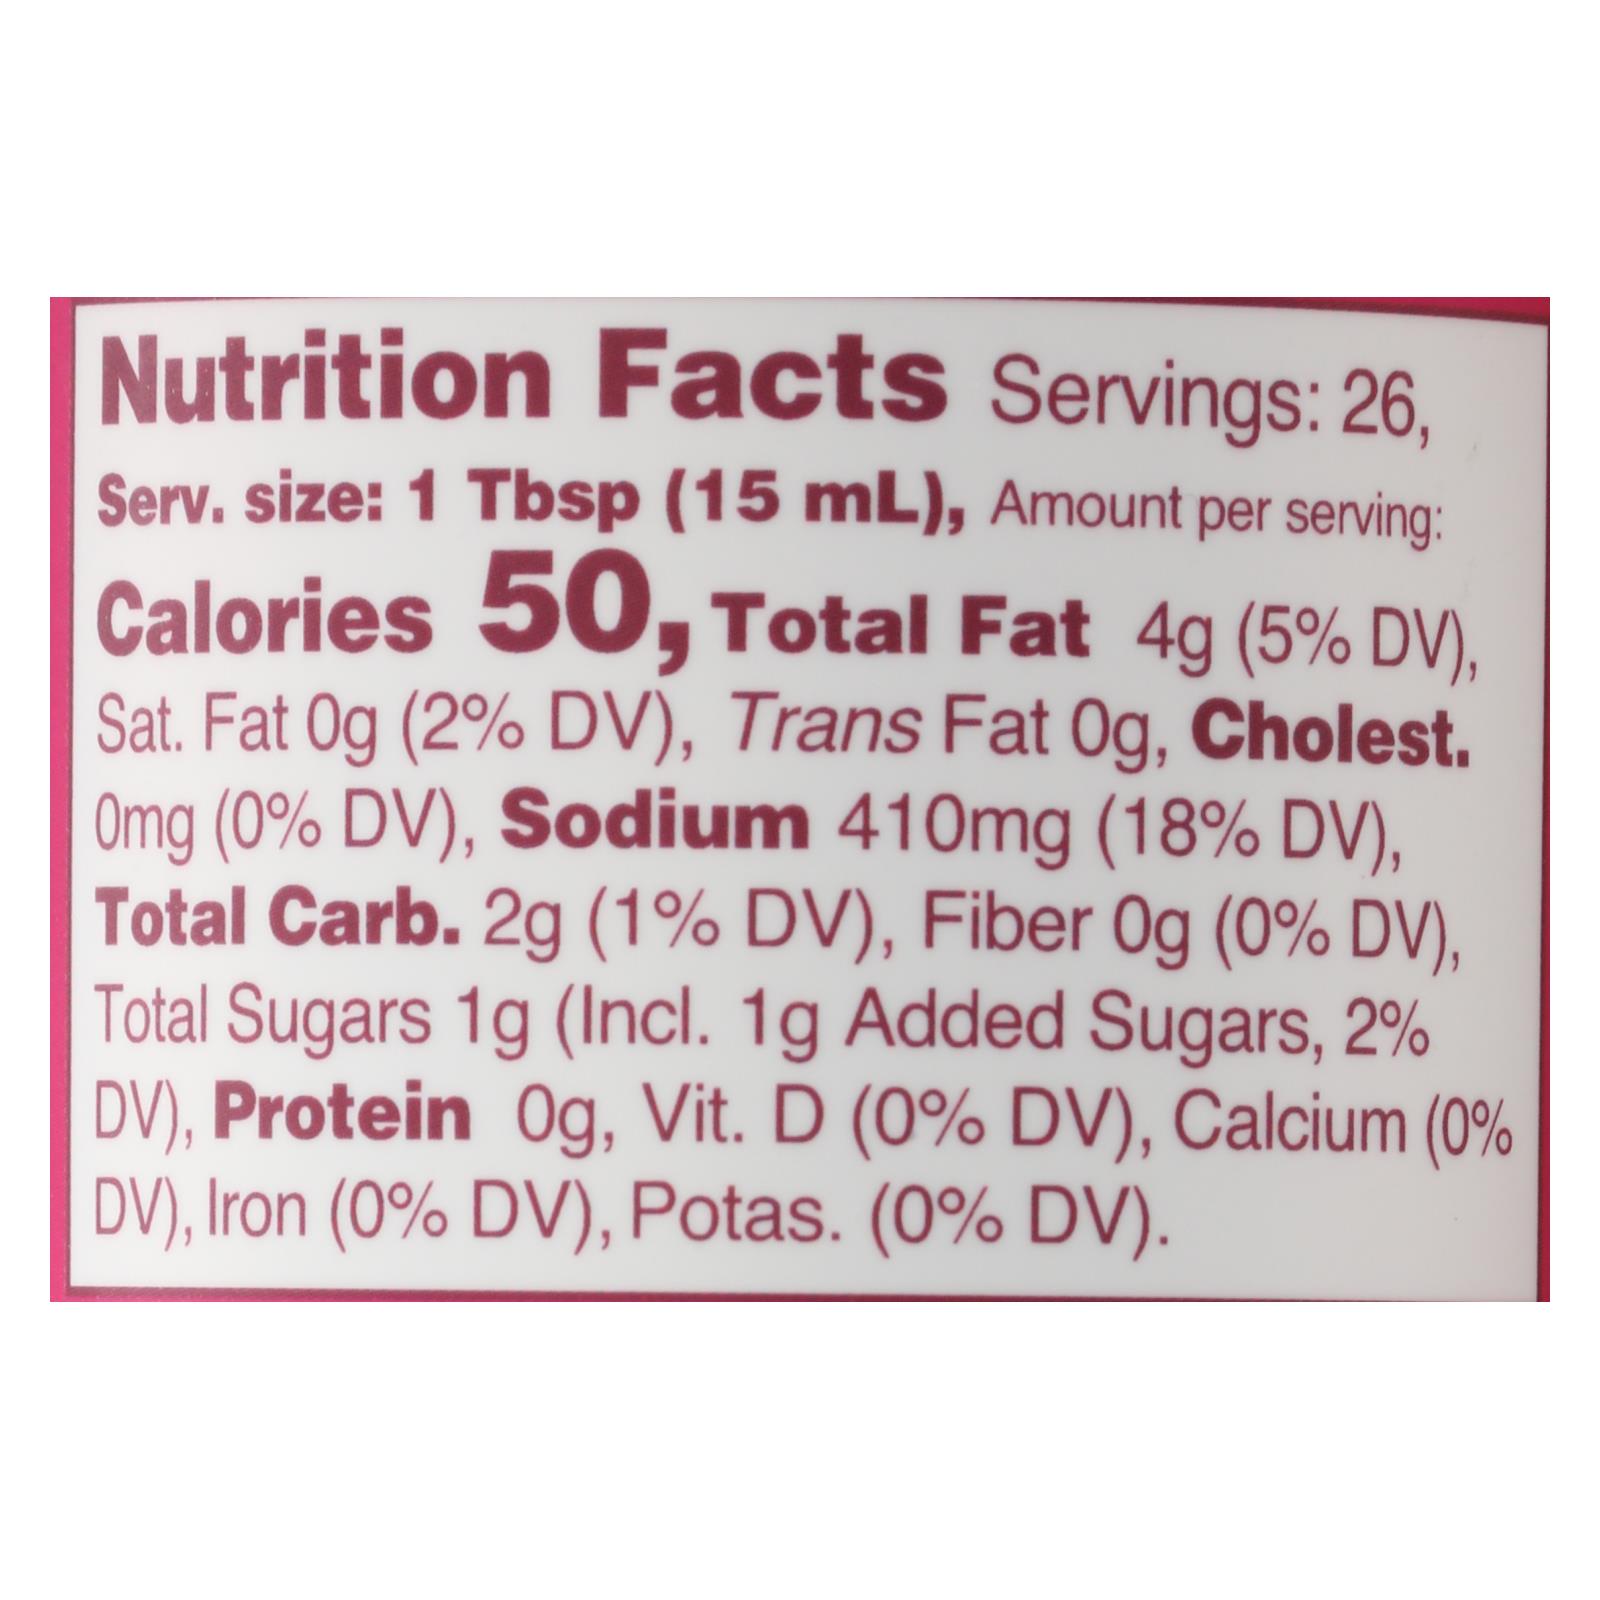 Nutrition Facts Servings: 26,
Serv. size: 1 Tbsp (15 mL), Amount per serving:
Calories 50, Total Fat 4g (5% DV),
Sat. Fat 0g (2% DV), Trans Fat 0g, Cholest.
0mg (0% DV), Sodium 410mg (18% DV),
Total Carb. 2g (1% DV), Fiber 0g (0% DV),
Total Sugars 1g (Incl. 1g Added Sugars, 2%
DV), Protein 0g, Vit. D (0% DV), Calcium (0%
DV), Iron (0% DV), Potas. (0% DV).